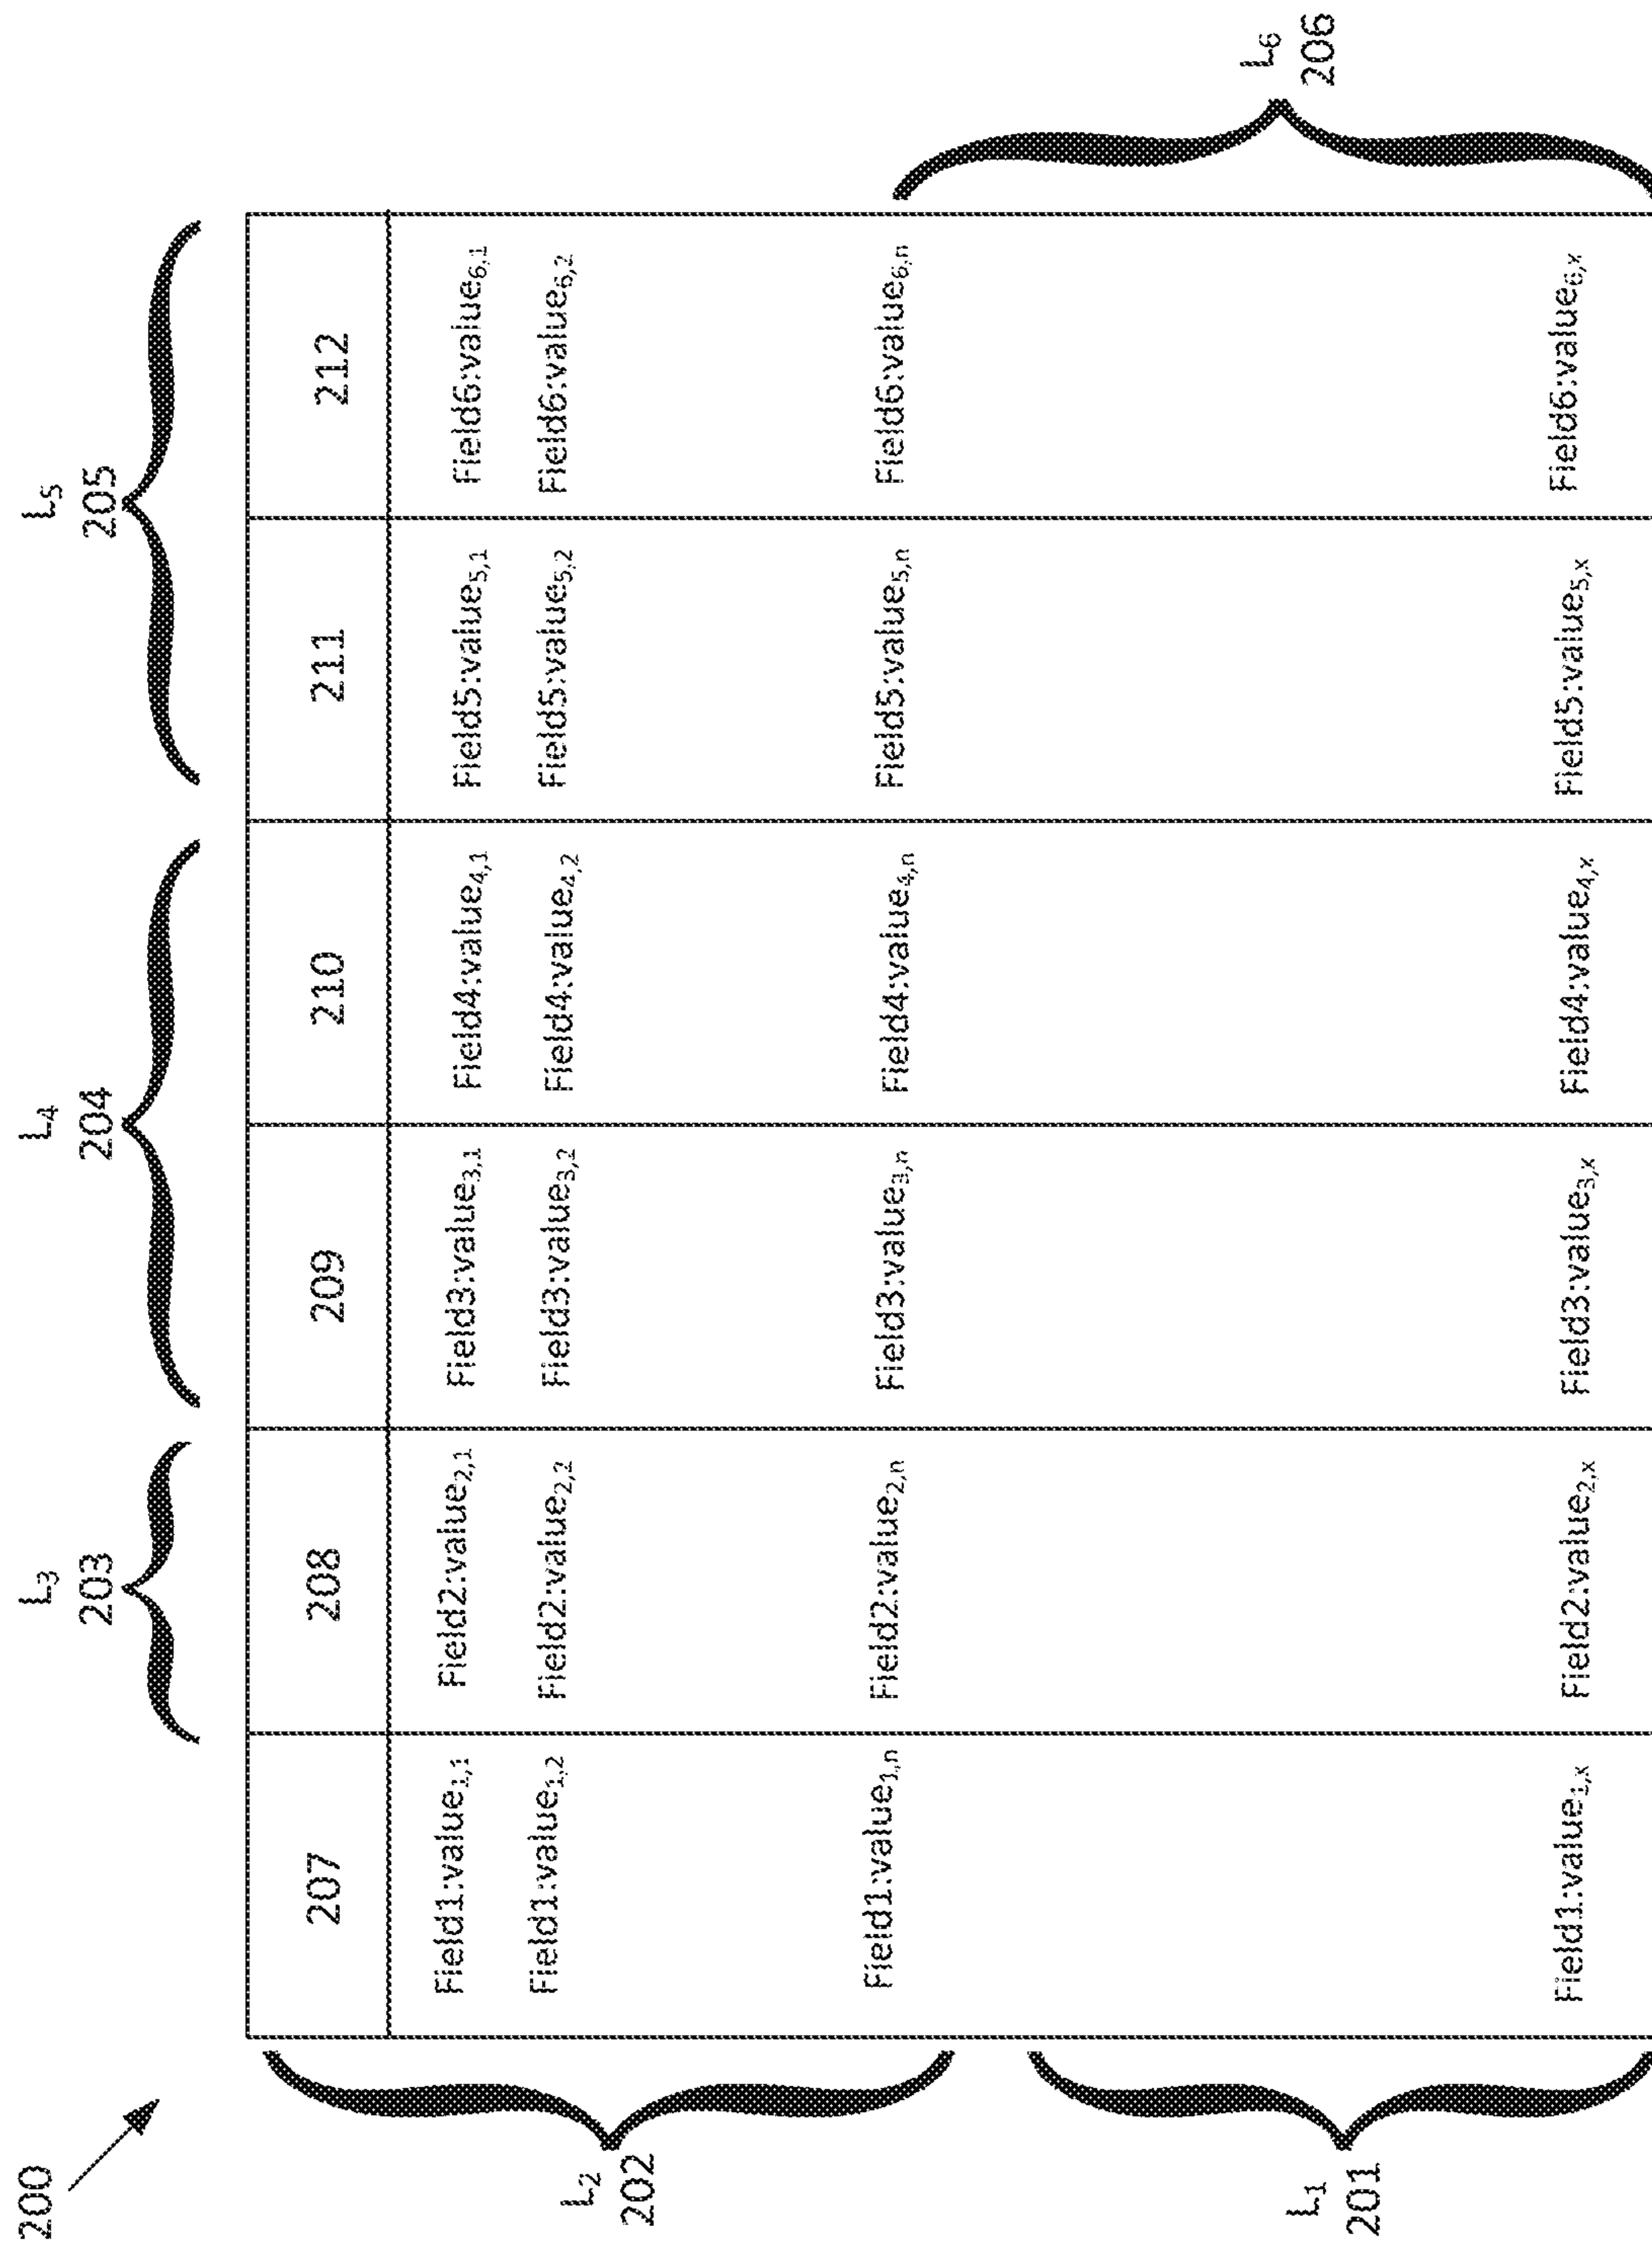 200
L₃
203
L₄
204
L₅
205
207 208 209 210 211 212
L₂
202
Field1:value₁,₁ Field2:value₂,₁ Field3:value₃,₁ Field4:value₄,₁ Field5:value₅,₁ Field6:value₆,₁
Field1:value₁,₂ Field2:value₂,₂ Field3:value₃,₂ Field4:value₄,₂ Field5:value₅,₂ Field6:value₆,₂
Field1:value₁,ₙ Field2:value₂,ₙ Field3:value₃,ₙ Field4:value₄,ₙ Field5:value₅,ₙ Field6:value₆,ₙ
L₁
201
L₆
206
Field1:value₁,ₓ Field2:value₂,ₓ Field3:value₃,ₓ Field4:value₄,ₓ Field5:value₅,ₓ Field6:value₆,ₓ